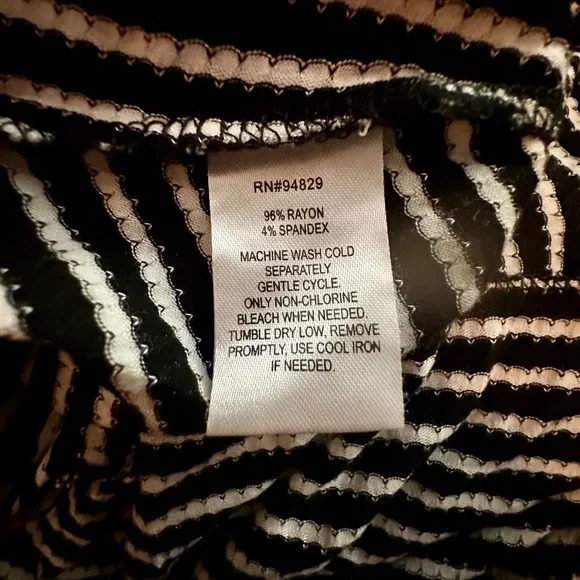 RN#94829
96% RAYON
4% SPANDEX
MACHINE WASH COLD
SEPARATELY
GENTLE CYCLE.
ONLY NON-CHLORINE
BLEACH WHEN NEEDED.
TUMBLE DRY LOW, REMOVE
PROMPTLY, USE COOL IRON
IF NEEDED.